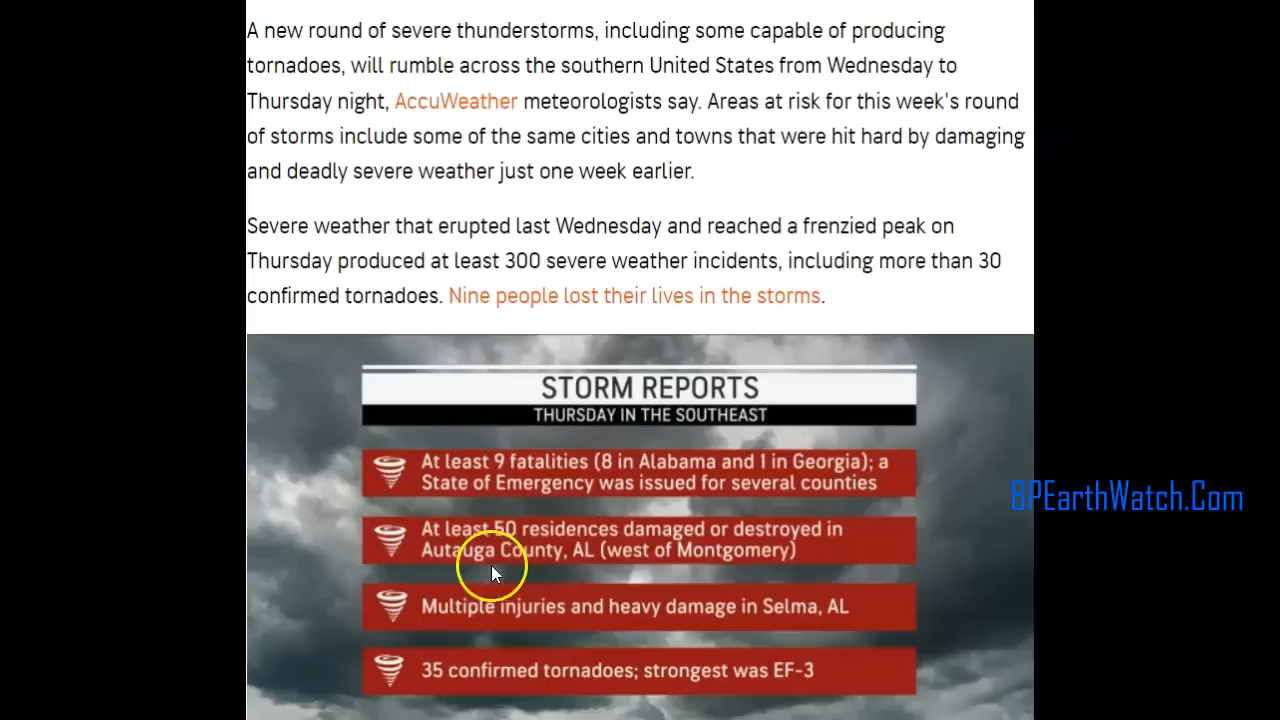 A new round of severe thunderstorms, including some capable of producing
tornadoes, will rumble across the southern United States from Wednesday to
Thursday night, AccuWeather meteorologists say. Areas at risk for this week's round
of storms include some of the same cities and towns that were hit hard by damaging
and deadly severe weather just one week earlier.
Severe weather that erupted last Wednesday and reached a frenzied peak on
Thursday produced at least 300 severe weather incidents, including more than 30
confirmed tornadoes. Nine people lost their lives in the storms.
STORM REPORTS
THURSDAY IN THE SOUTHEAST
At least 9 fatalities (8 in Alabama and 1 in Georgia); a
State of Emergency was issued for several counties
BPEarthWatch.Com
At least 50 residences damaged or destroyed in
Autauga County, AL (west of Montgomery)
Multiple injuries and heavy damage in Selma, AL
35 confirmed tornadoes; strongest was EF-3